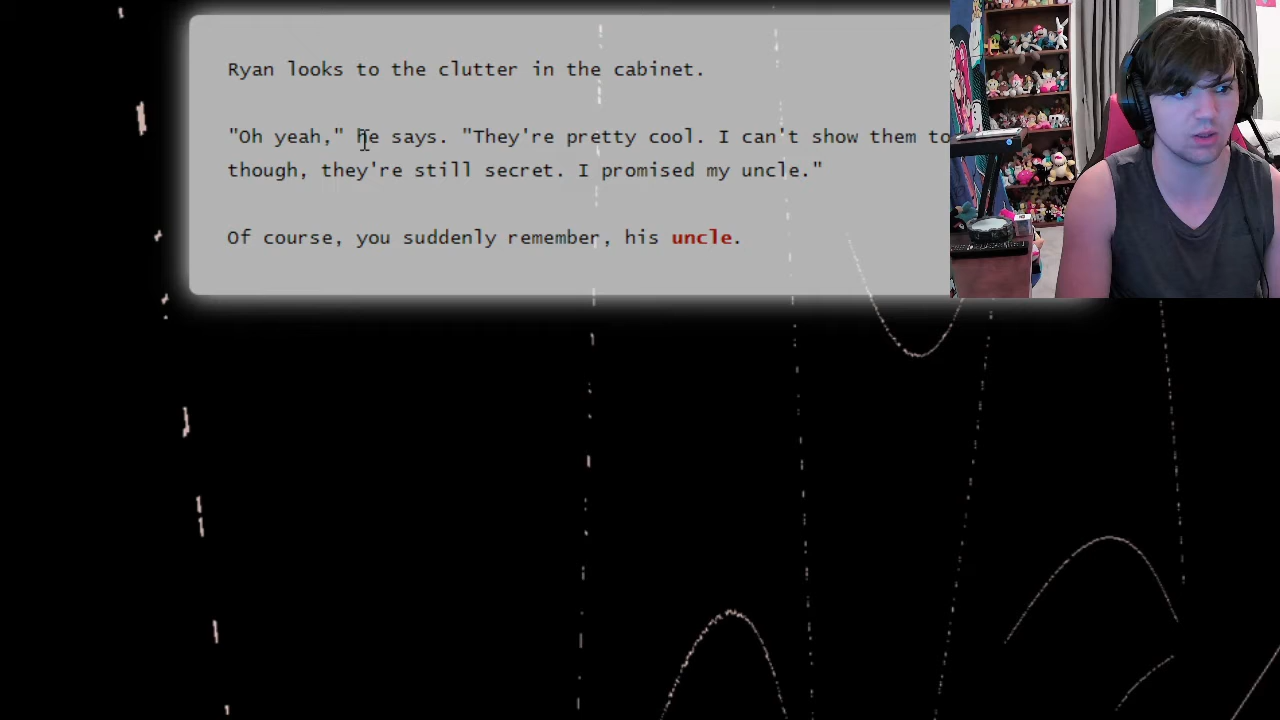 Ryan looks to the clutter in the cabinet.
"Oh yeah," he says. "They're pretty cool. I can't show them to
though, they're still secret. I promised my uncle."
Of course, you suddenly remember, his uncle.